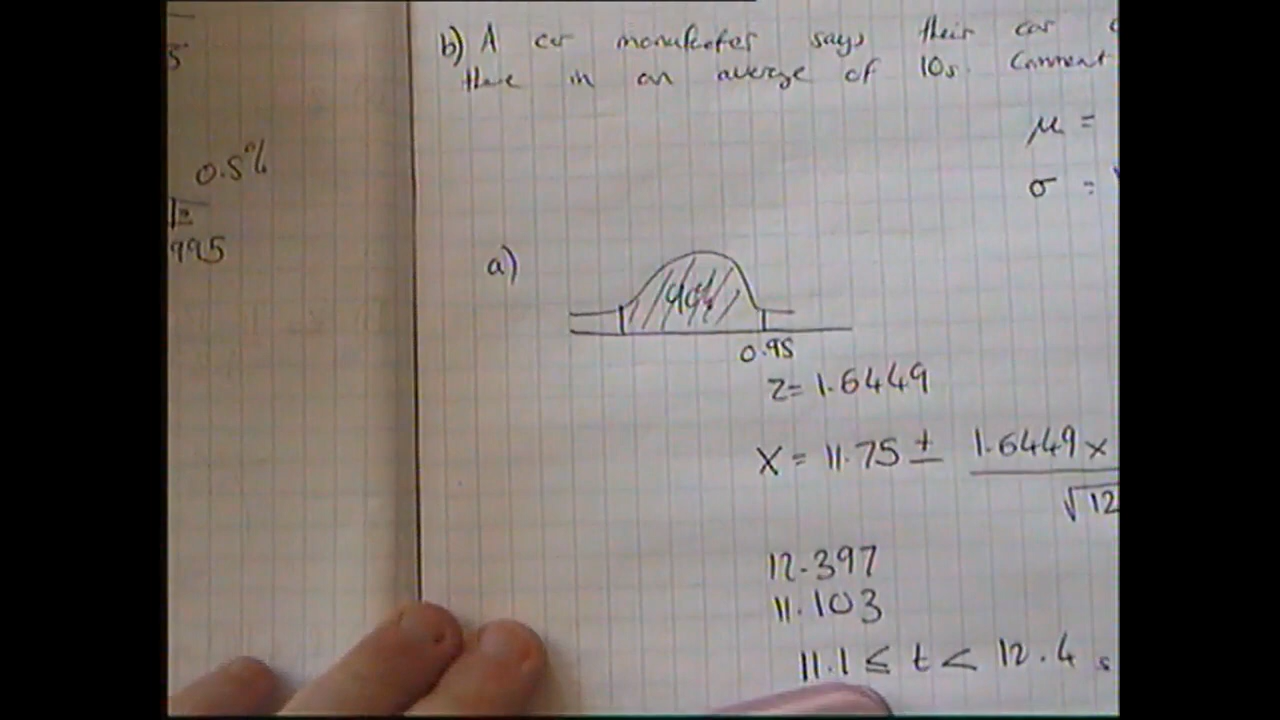 5
0.5%
995
b) A car manufacter says their car
there in an average of 10s. Comment
μ =
σ =
a)
90%
0.95
z= 1.6449
X = 11.75 ± 1.6449 x
√12
12.397
11.103
11.1 ≤ t < 12.4 s